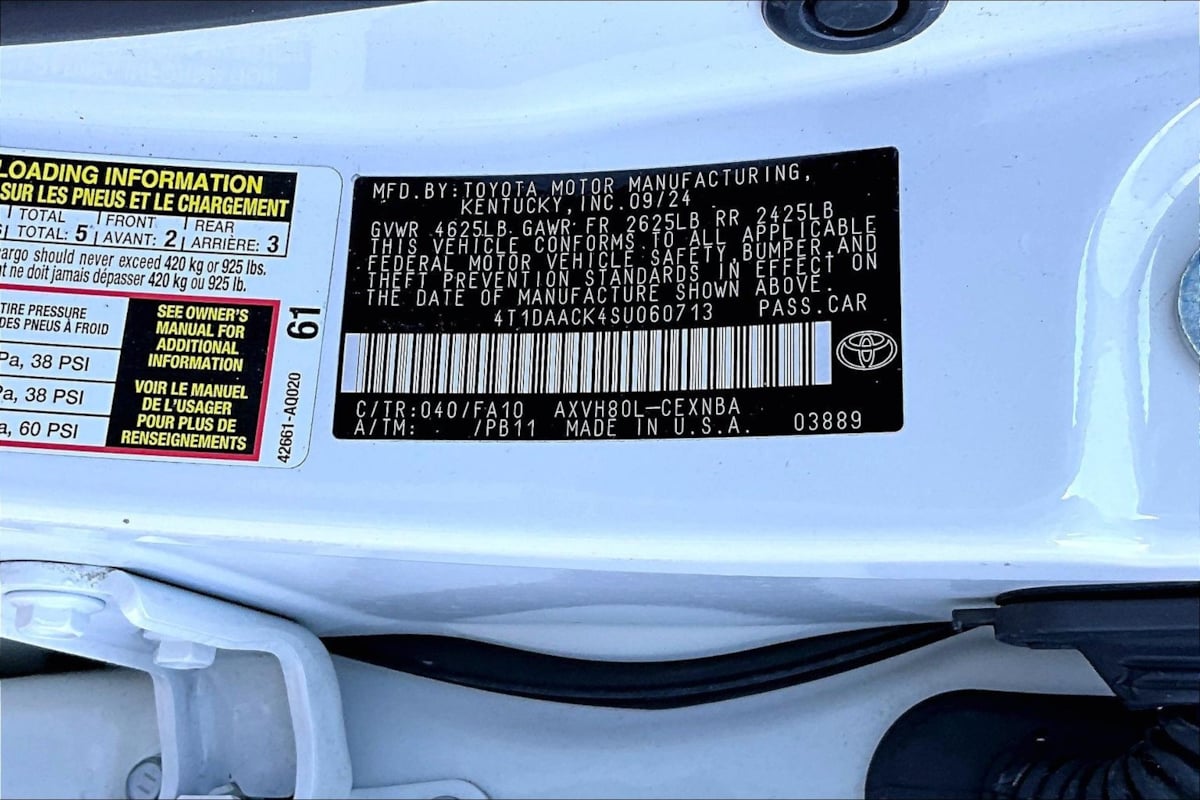 LOADING INFORMATION
SUR LES PNEUS ET LE CHARGEMENT
TOTAL FRONT REAR
TOTAL: 5 AVANT: 2 ARRIÈRE: 3
cargo should never exceed 420 kg or 925 lbs.
ne doit jamais dépasser 420 kg ou 925 lb.
TIRE PRESSURE
DES PNEUS À FROID
Pa, 38 PSI
Pa, 38 PSI
a, 60 PSI
SEE OWNER'S
MANUAL FOR
ADDITIONAL
INFORMATION
VOIR LE MANUEL
DE L'USAGER
POUR PLUS DE
RENSEIGNEMENTS
61
42661-AQ020
MFD.BY:TOYOTA MOTOR MANUFACTURING,
KENTUCKY,INC.09/24
GVWR 4625LB GAWR FR 2625LB RR 2425LB
THIS VEHICLE CONFORMS TO ALL APPLICABLE
FEDERAL MOTOR VEHICLE SAFETY,BUMPER,AND
THEFT PREVENTION STANDARDS IN EFFECT ON
THE DATE OF MANUFACTURE SHOWN ABOVE.
4T1DAACK4SU060713 PASS.CAR
C/TR:040/FA10 AXVH80L-CEXNBA
A/TM: /PB11 MADE IN U.S.A. 03889